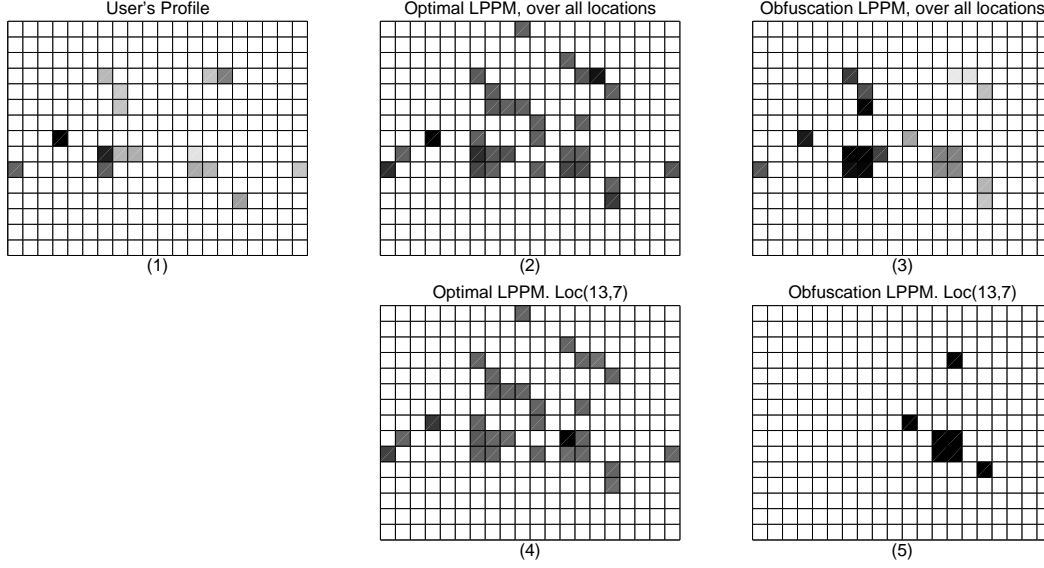 User's Profile
Optimal LPPM, over all locations
Obfuscation LPPM, over all locations
(1)
(2)
(3)
Optimal LPPM. Loc(13,7)
Obfuscation LPPM. Loc(13,7)
(4)
(5)